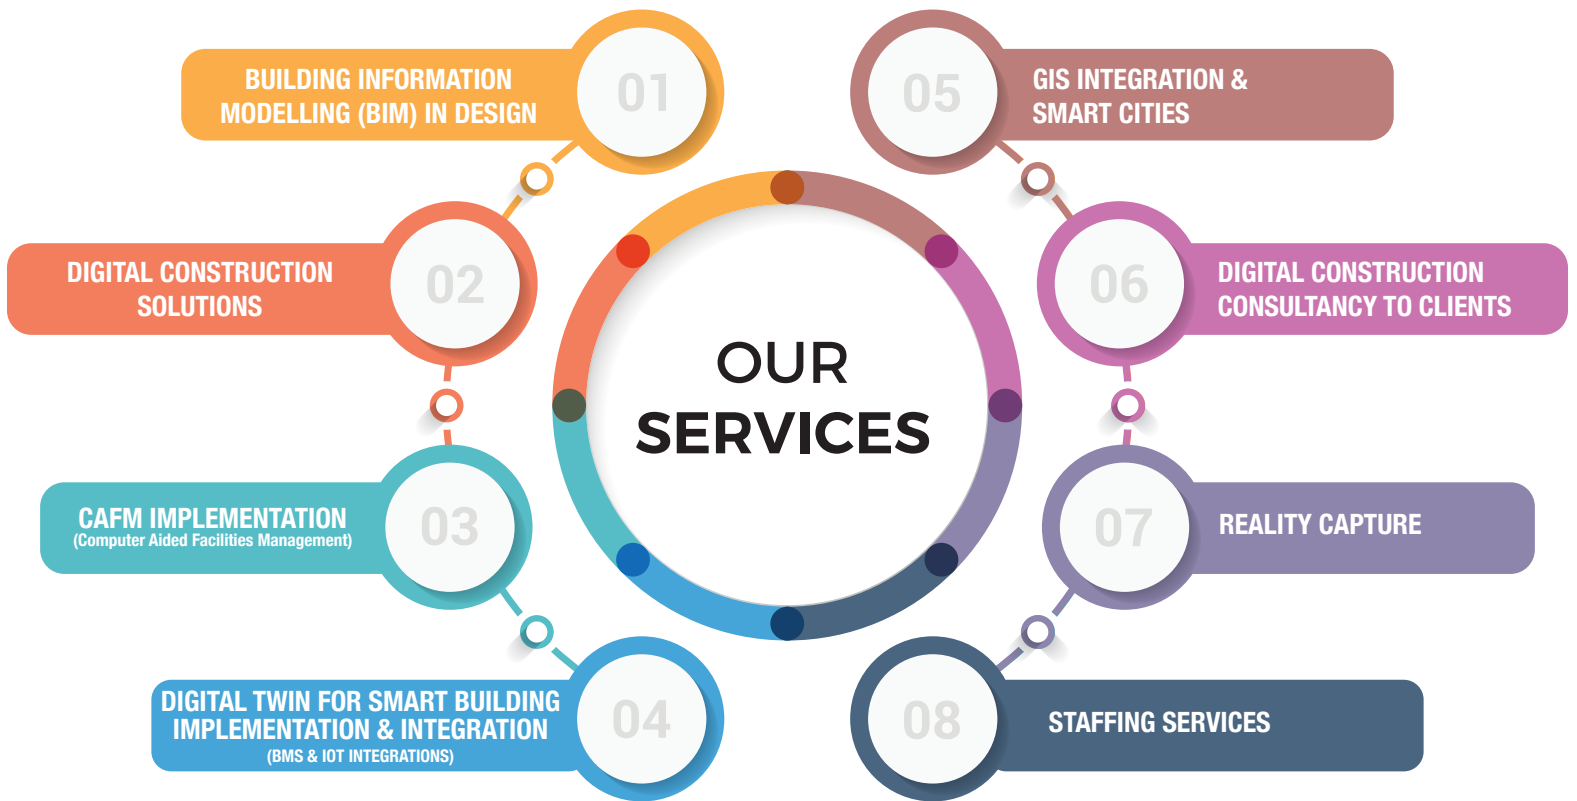 OUR
SERVICES
01
BUILDING INFORMATION
MODELLING (BIM) IN DESIGN
02
DIGITAL CONSTRUCTION
SOLUTIONS
03
CAFM IMPLEMENTATION
(Computer Aided Facilities Management)
04
DIGITAL TWIN FOR SMART BUILDING
IMPLEMENTATION & INTEGRATION
(BMS & IOT INTEGRATIONS)
05
GIS INTEGRATION &
SMART CITIES
06
DIGITAL CONSTRUCTION
CONSULTANCY TO CLIENTS
07
REALITY CAPTURE
08
STAFFING SERVICES